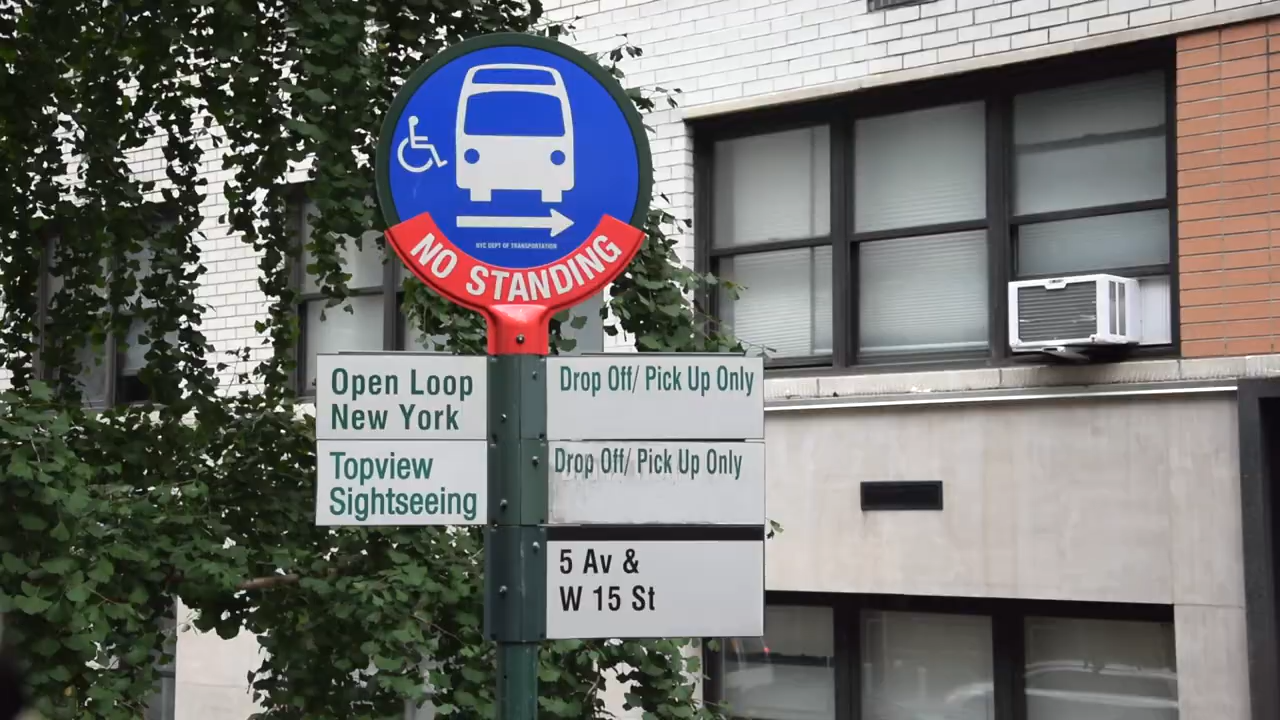 NYC DEPT OF TRANSPORTATION
NO STANDING
Open Loop
New York
Drop Off/ Pick Up Only
Topview
Sightseeing
Drop Off/ Pick Up Only
5 Av &
W 15 St